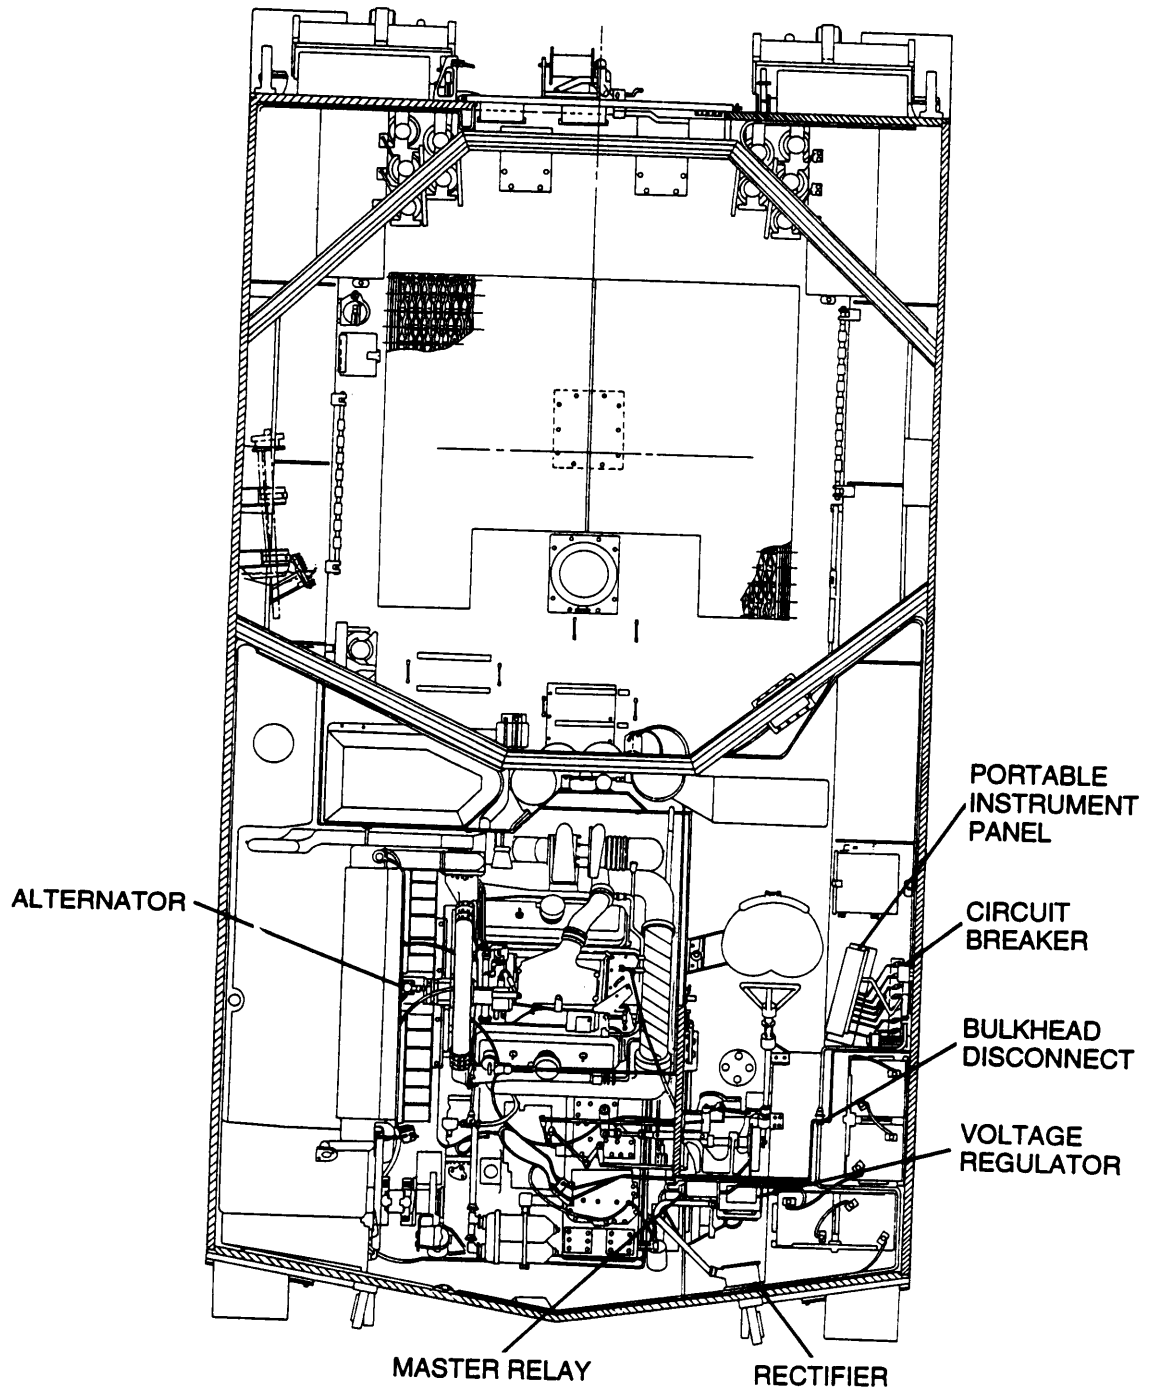 PORTABLE
INSTRUMENT
PANEL
ALTERNATOR
CIRCUIT
BREAKER
BULKHEAD
DISCONNECT
VOLTAGE
REGULATOR
MASTER RELAY
RECTIFIER